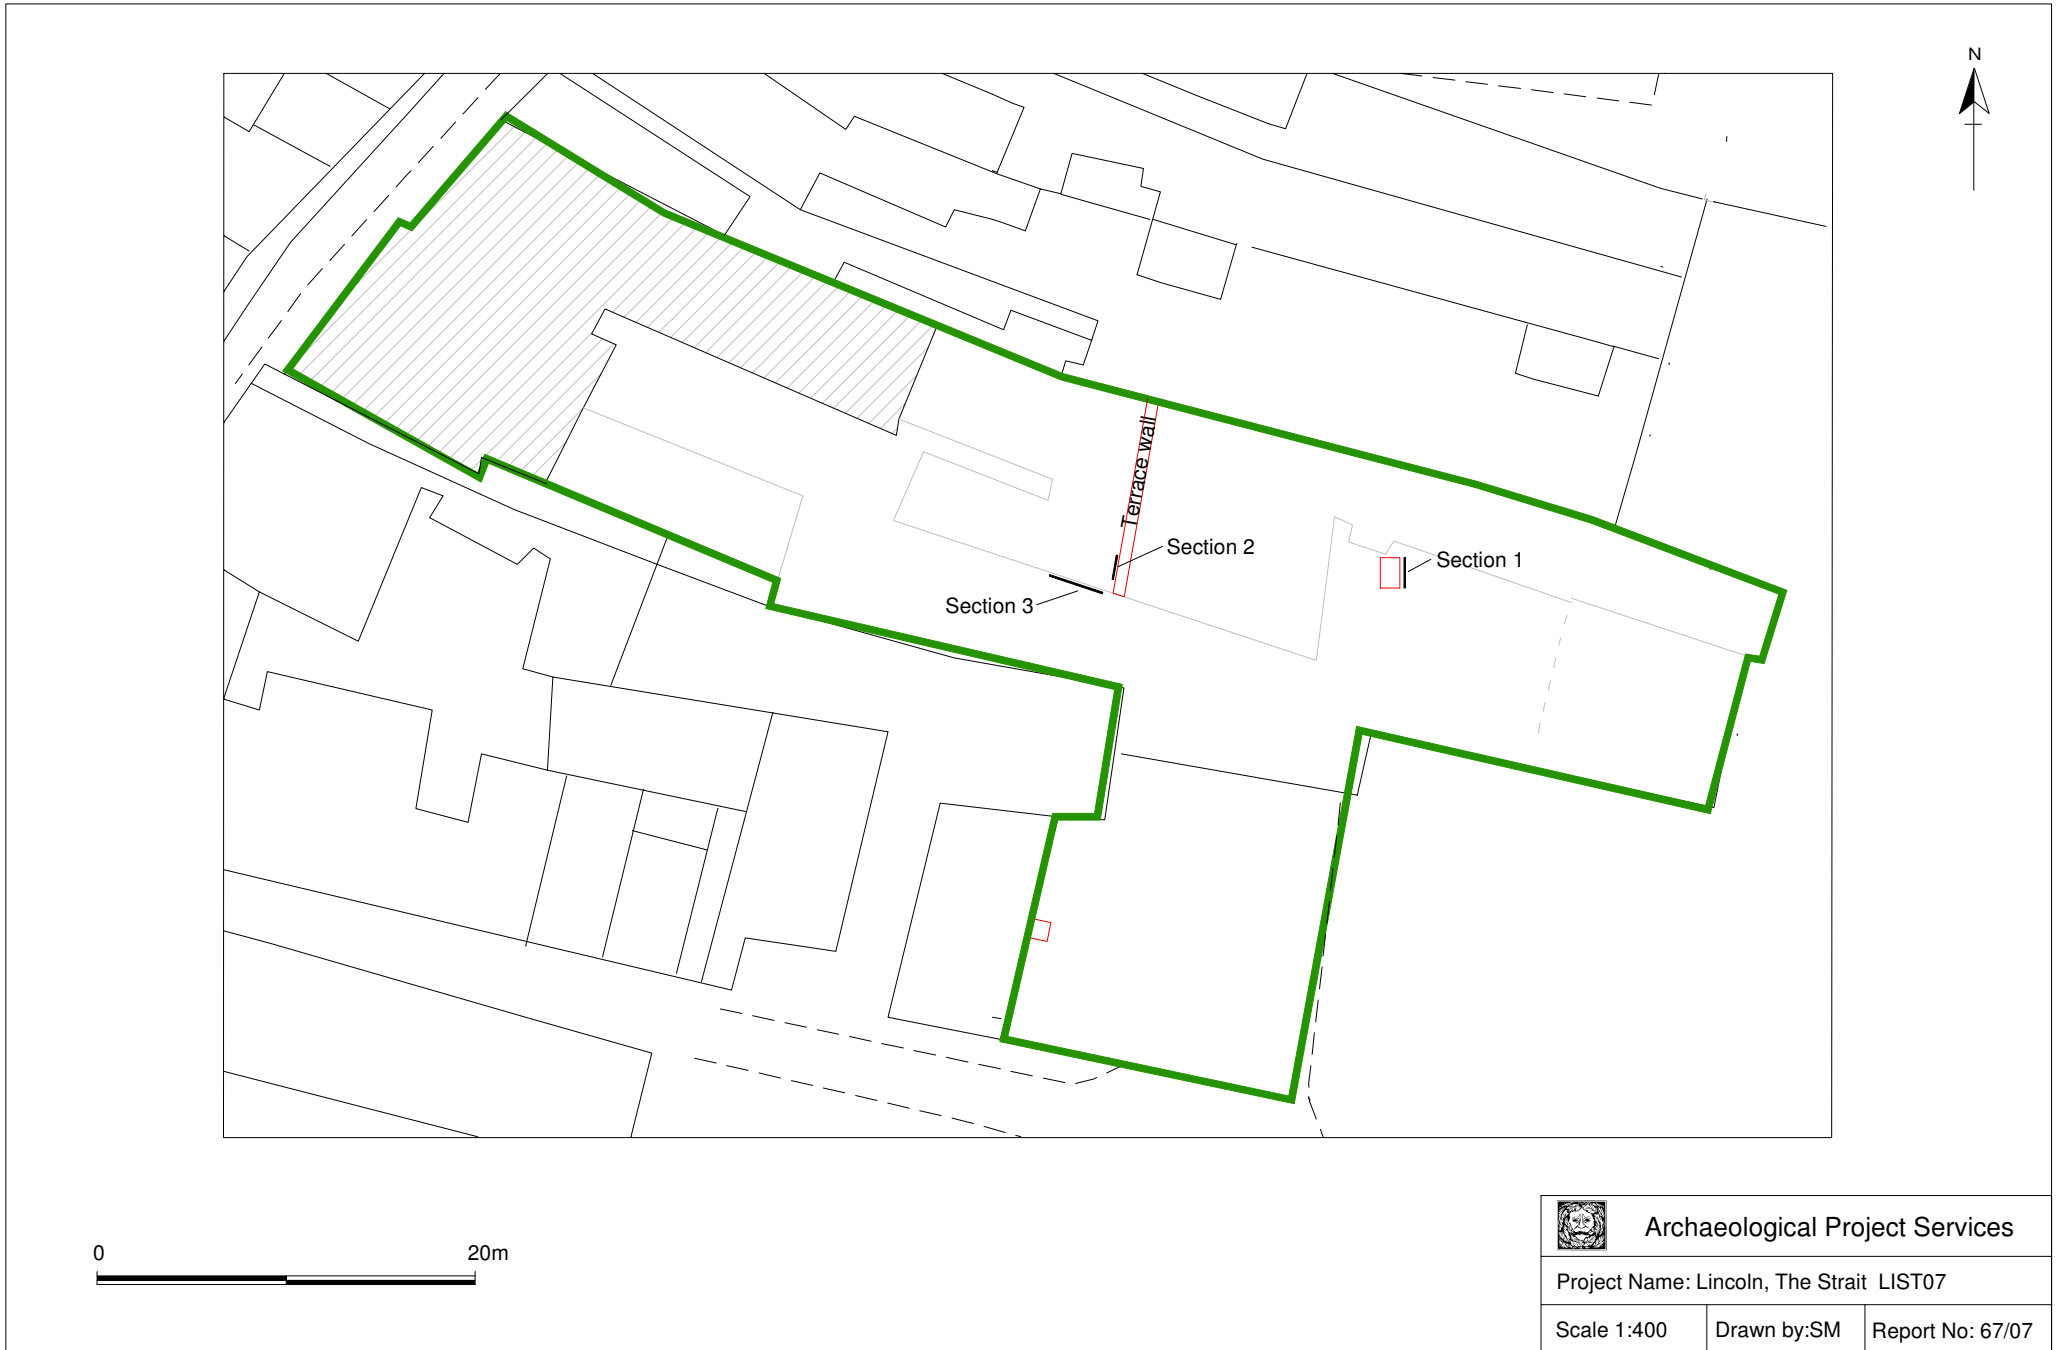 N
Terrace wall
Section 2
Section 1
Section 3
0 20m
Archaeological Project Services
Project Name: Lincoln, The Strait LIST07
Scale 1:400
Drawn by:SM
Report No: 67/07